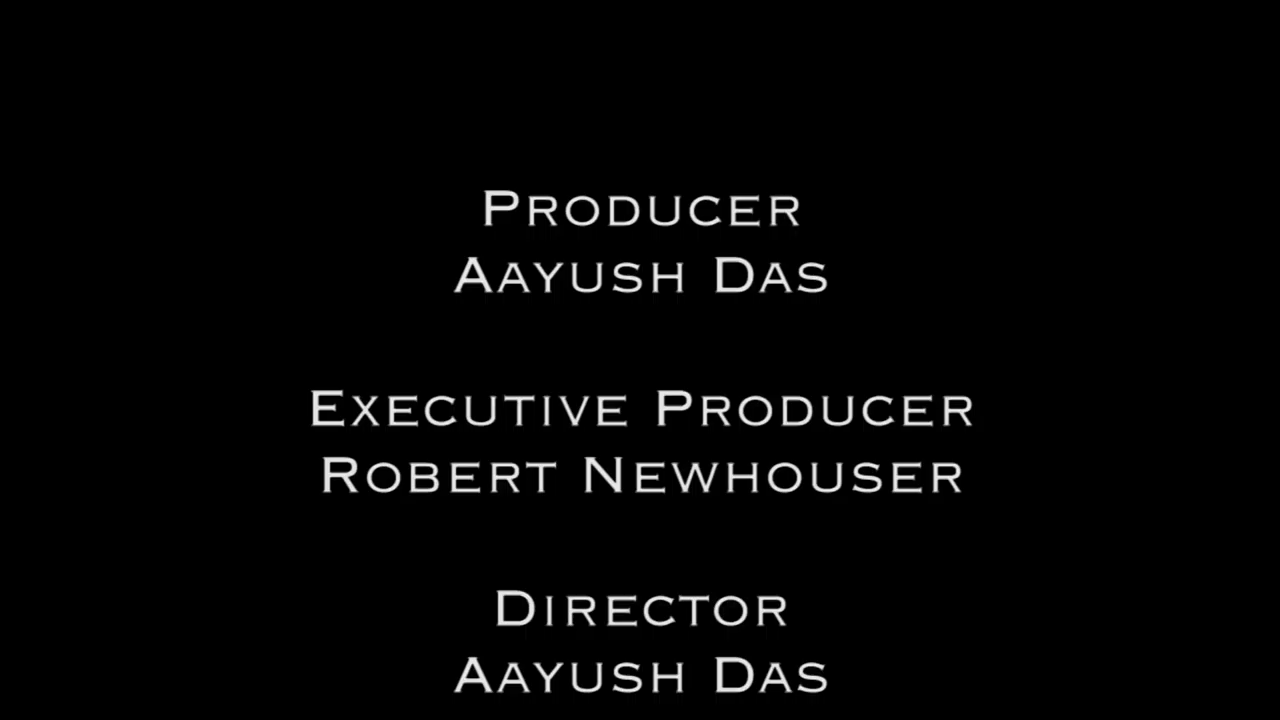 Producer
Aayush Das
Executive Producer
Robert Newhouser
Director
Aayush Das